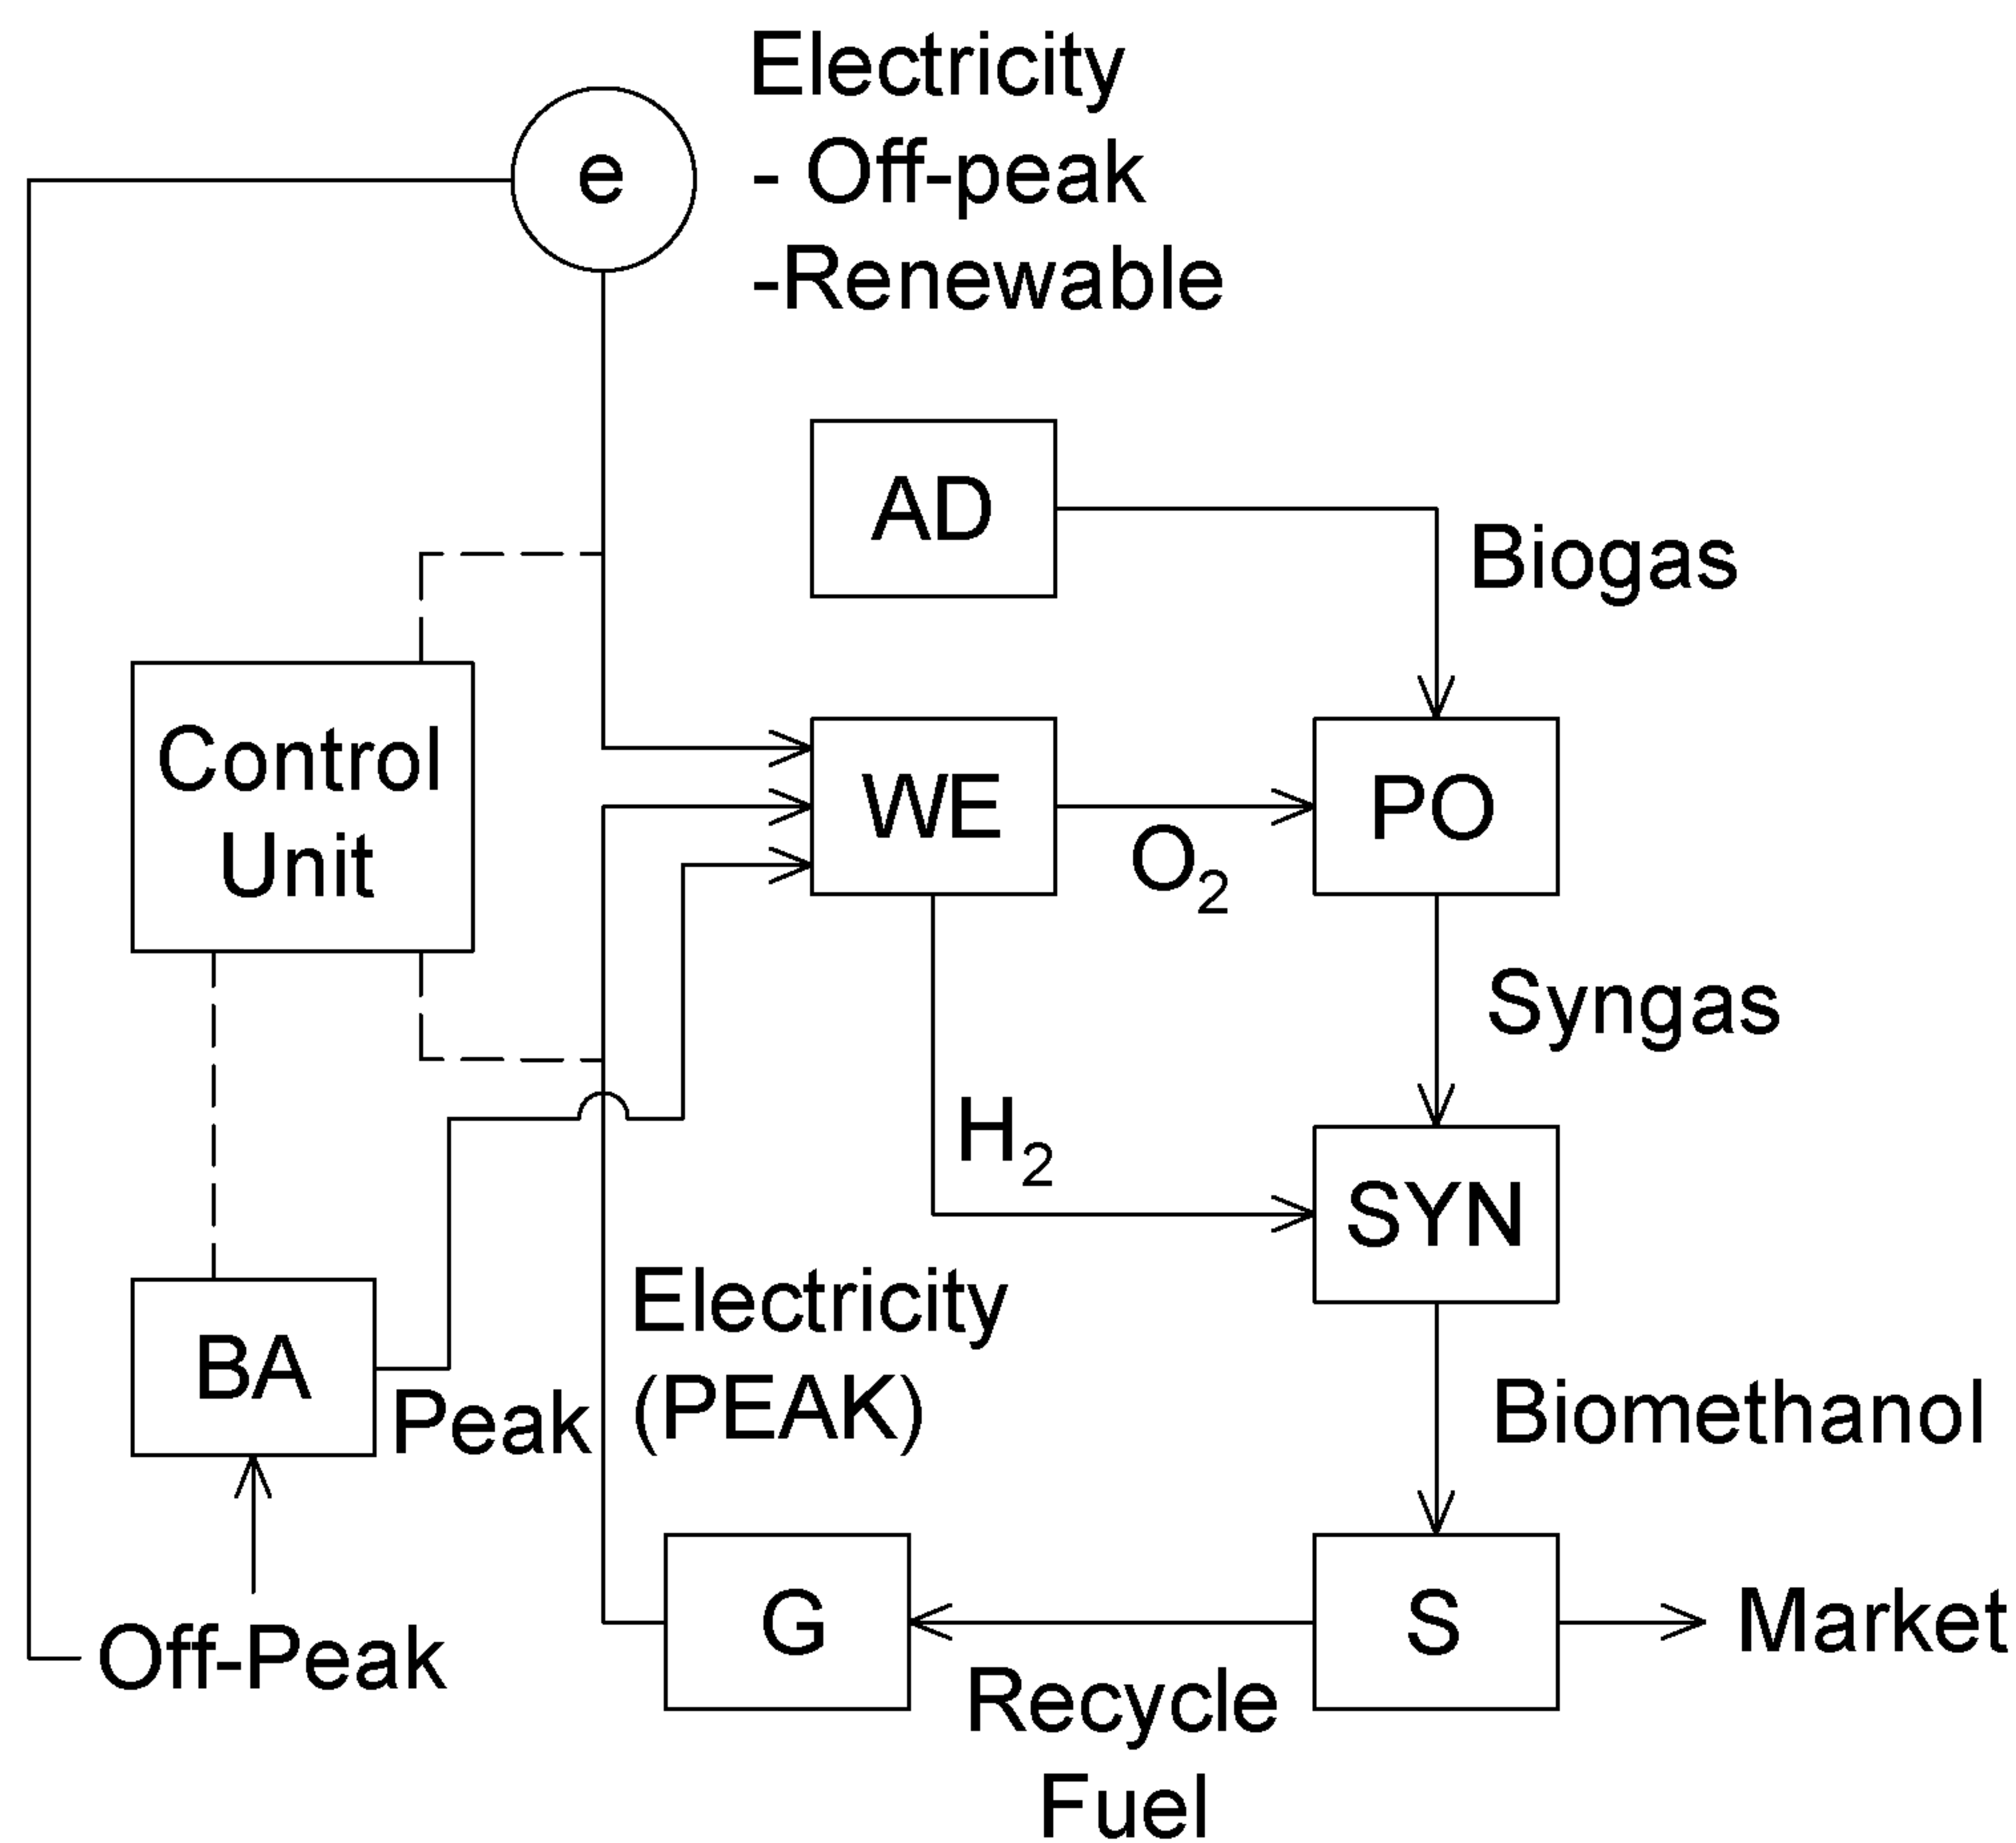 Electricity
- Off-peak
-Renewable
e
AD
Biogas
Control
Unit
WE
O2
PO
Syngas
H2
SYN
Electricity
(PEAK)
BA
Peak
Biomethanol
G
S
Market
Off-Peak
Recycle
Fuel